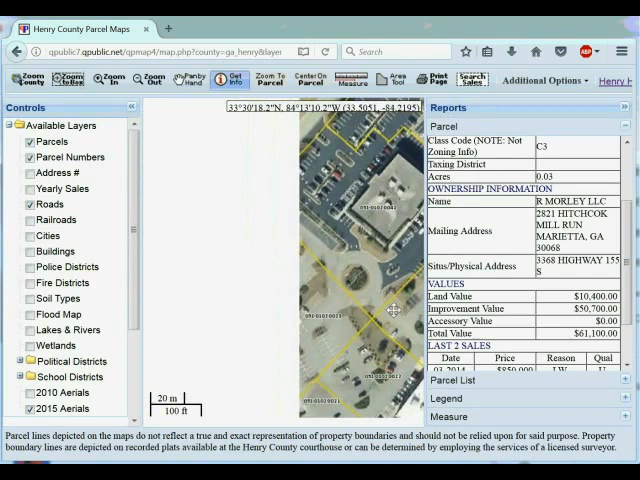 Henry County Parcel Maps
qpublic7.qpublic.net/qpmap4/map.php?county=ga_henry&layer
Search
ABP
Zoom County
Zoom to Box
Zoom In
Zoom Out
Pan by Hand
Get Info
Zoom To Parcel
Center On Parcel
Measure
Area Tool
Print Page
Search Sales
Additional Options
Henry H
Controls
Available Layers
Parcels
Parcel Numbers
Address #
Yearly Sales
Roads
Railroads
Cities
Buildings
Police Districts
Fire Districts
Soil Types
Flood Map
Lakes & Rivers
Wetlands
Political Districts
School Districts
2010 Aerials
2015 Aerials
33°30'18.2"N, 84°13'10.2"W (33.5051, -84.2195)
20 m
100 ft
Reports
Parcel
Class Code (NOTE: Not Zoning Info) C3
Taxing District
Acres 0.03
OWNERSHIP INFORMATION
Name R MORLEY LLC
Mailing Address 2821 HITCHCOK
MILL RUN
MARIETTA, GA
30068
Situs/Physical Address 3368 HIGHWAY 155
S
VALUES
Land Value $10,400.00
Improvement Value $50,700.00
Accessory Value $0.00
Total Value $61,100.00
LAST 2 SALES
Date Price Reason Qual
Parcel List
Legend
Measure
Parcel lines depicted on the maps do not reflect a true and exact representation of property boundaries and should not be relied upon for said purpose. Property
boundary lines are depicted on recorded plats available at the Henry County courthouse or can be determined by employing the services of a licensed surveyor.